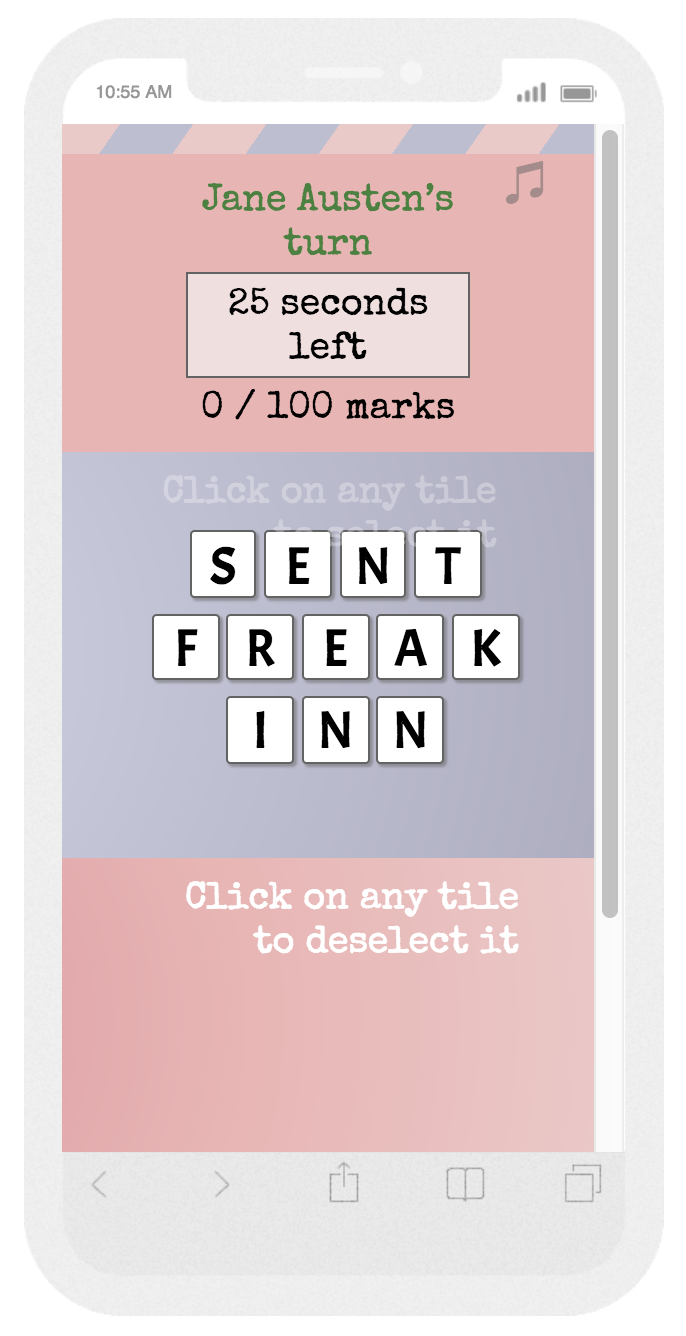 10:55 AM
Jane Austen’s
turn
25 seconds
left
0 / 100 marks
Click on any tile
to select it
S E N T
F R E A K
I N N
Click on any tile
to deselect it